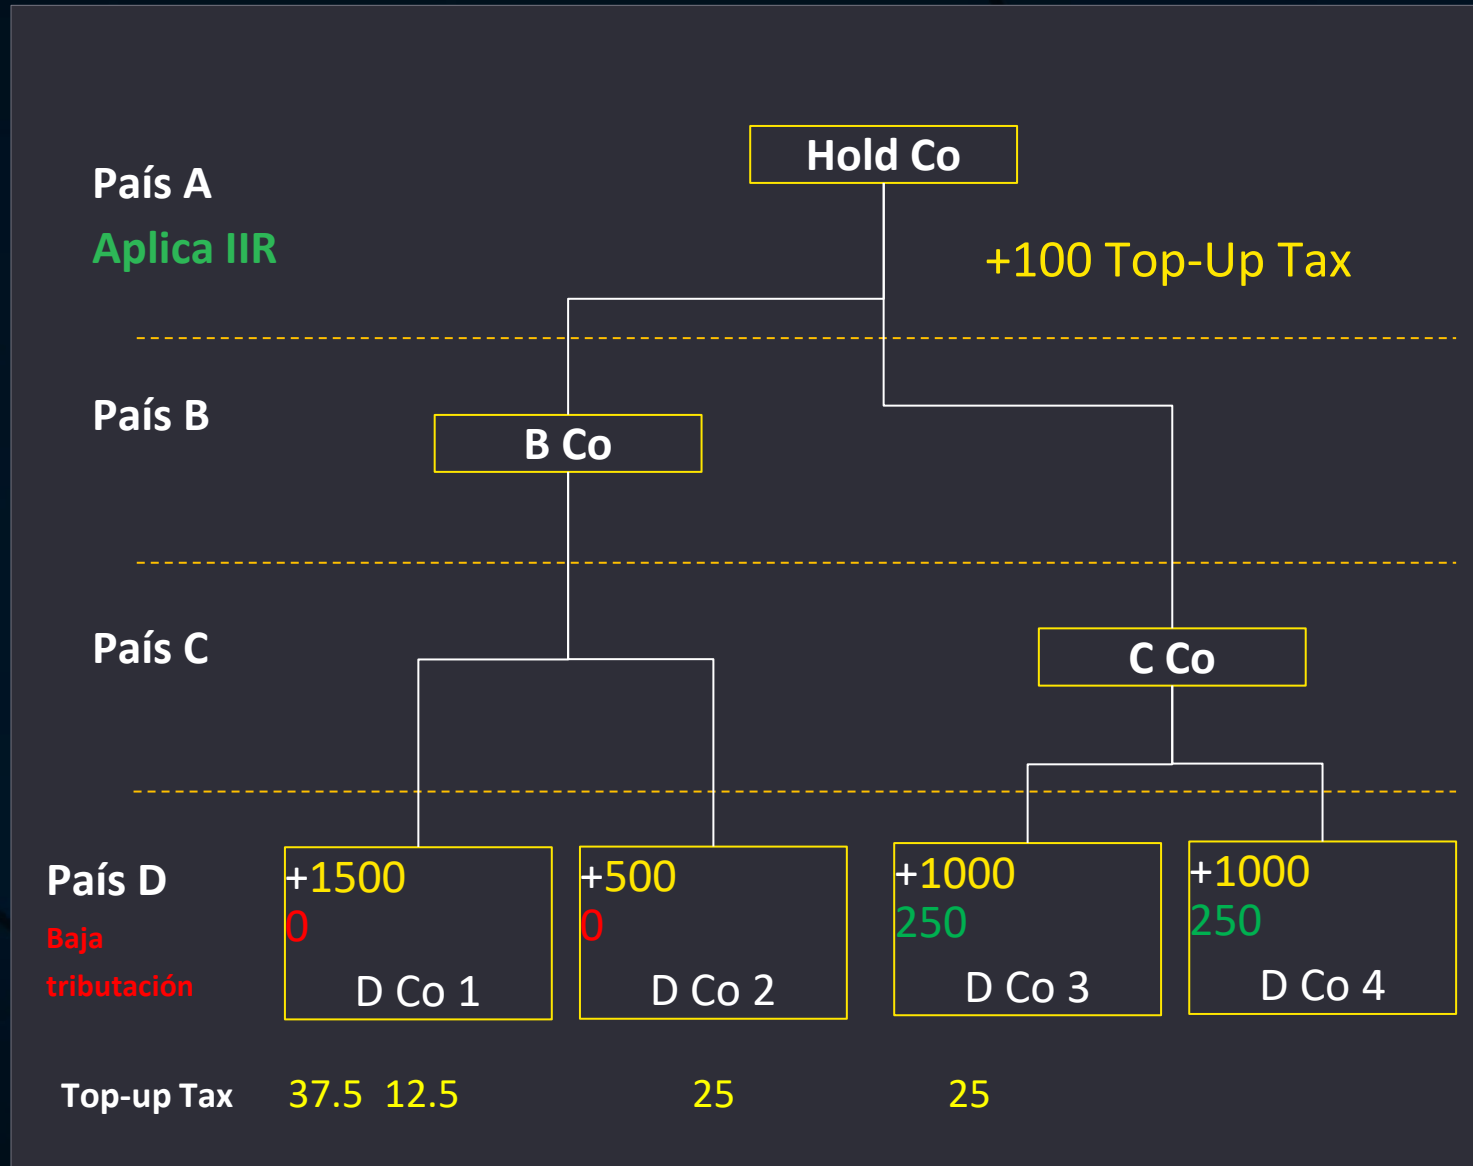 Hold Co
País A
Aplica IIR
+100 Top-Up Tax
País B
B Co
País C
C Co
País D
Baja
tributación
+1500
0
D Co 1
+500
0
D Co 2
+1000
250
D Co 3
+1000
250
D Co 4
Top-up Tax 37.5 12.5 25 25